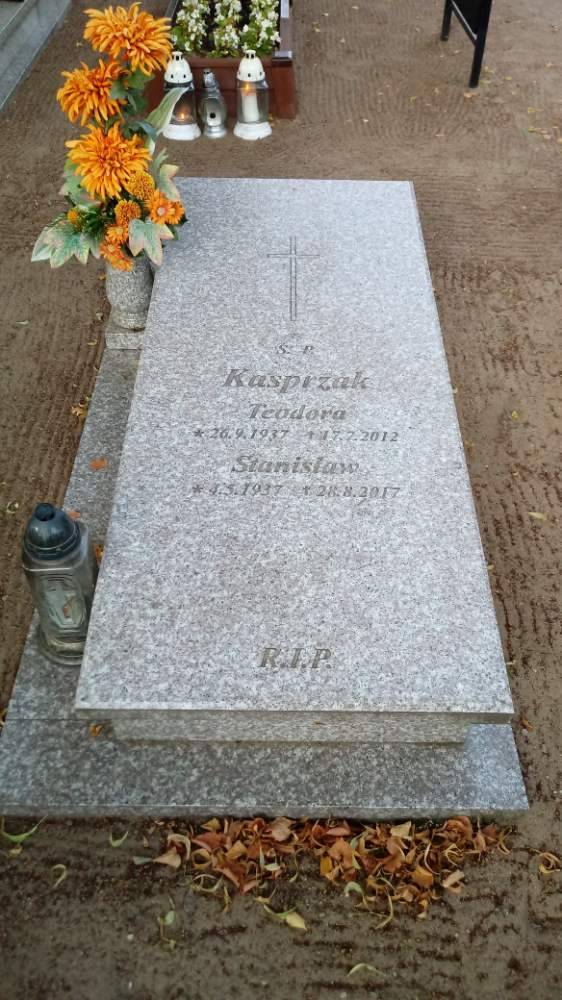 Ś. P.
Kasprzak
Teodora
* 26.9.1937 † 17.7.2012
Stanisław
* 4.5.1937 † 28.8.2017
R.I.P.